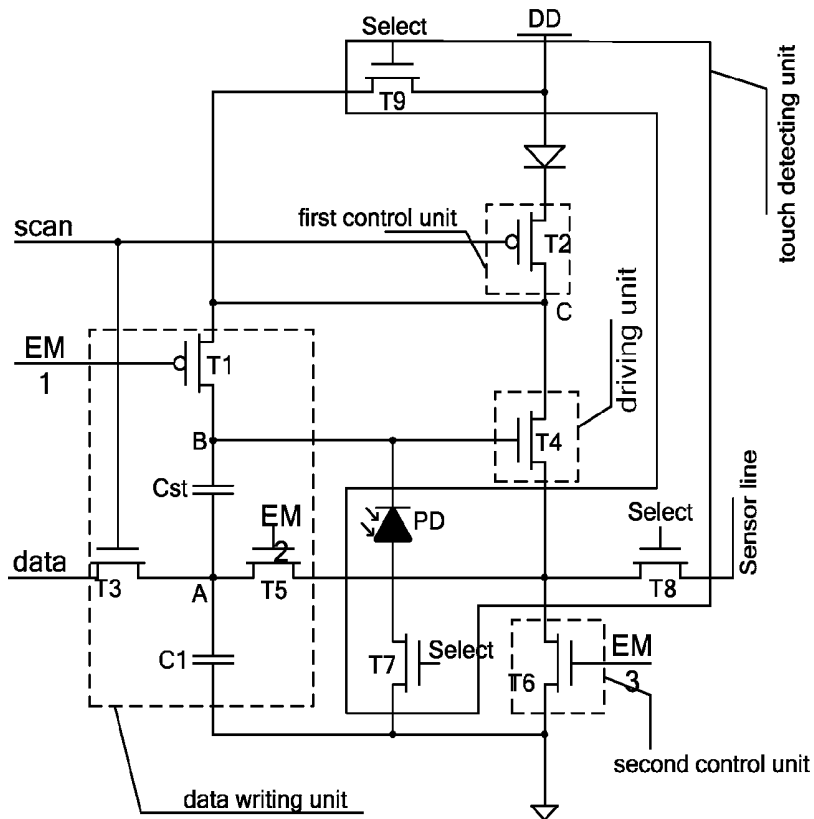 Select
DD
T9
touch detecting unit
first control unit
scan
T2
C
driving unit
EM
1
T1
B
T4
Cst
EM
2
PD
Select
Sensor line
data
T3
A
T5
T8
C1
T7
Select
T6
EM
3
second control unit
data writing unit